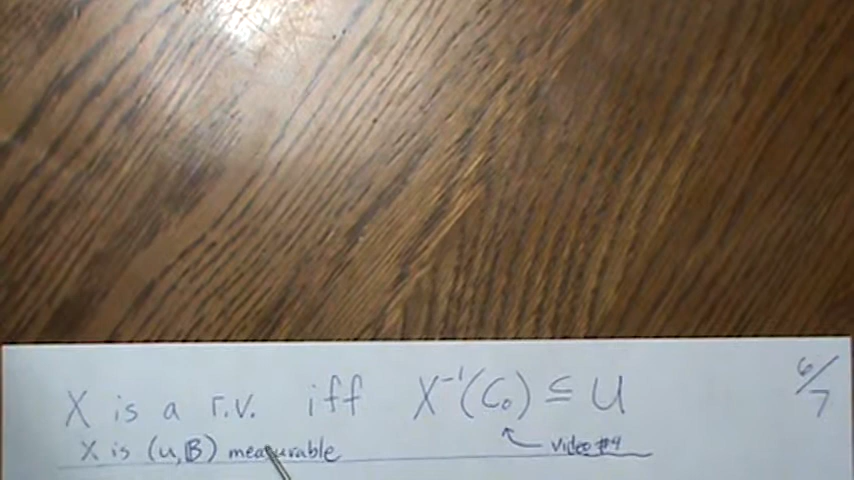 X is a r.v. iff X⁻¹(C₀) ⊆ U
6/7
X is (U,B) measurable
video #4